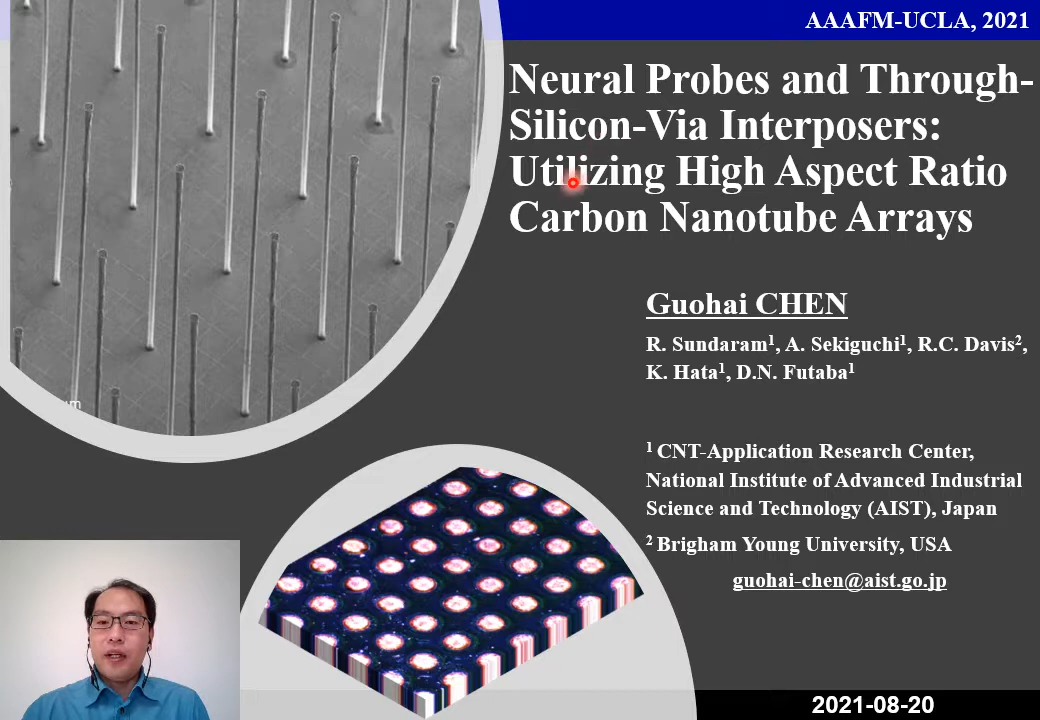 AAAFM-UCLA, 2021
Neural Probes and Through-
Silicon-Via Interposers:
Utilizing High Aspect Ratio
Carbon Nanotube Arrays
Guohai CHEN
R. Sundaram¹, A. Sekiguchi¹, R.C. Davis²,
K. Hata¹, D.N. Futaba¹
¹ CNT-Application Research Center,
National Institute of Advanced Industrial
Science and Technology (AIST), Japan
² Brigham Young University, USA
guohai-chen@aist.go.jp
2021-08-20